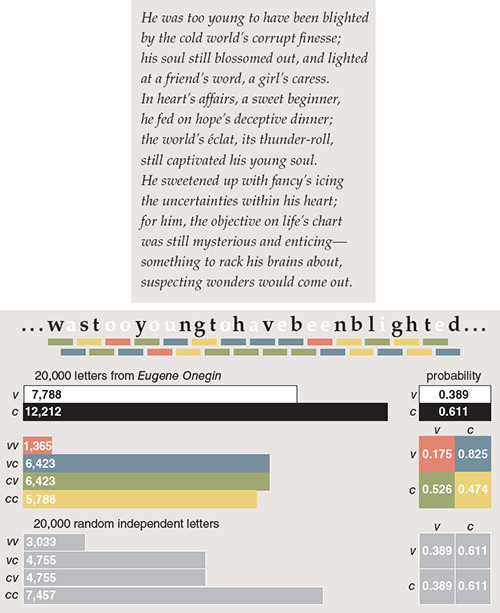 He was too young to have been blighted
by the cold world's corrupt finesse;
his soul still blossomed out, and lighted
at a friend's word, a girl's caress.
In heart's affairs, a sweet beginner,
he fed on hope's deceptive dinner;
the world's éclat, its thunder-roll,
still captivated his young soul.
He sweetened up with fancy's icing
the uncertainties within his heart;
for him, the objective on life's chart
was still mysterious and enticing—
something to rack his brains about,
suspecting wonders would come out.
...wastooyoungtohavebeenblighted...
20,000 letters from Eugene Onegin
probability
v 7,788 v 0.389
c 12,212 c 0.611
v c
vv 1,365
vc 6,423 v 0.175 0.825
cv 6,423 c 0.526 0.474
cc 5,788
20,000 random independent letters
v c
vv 3,033
vc 4,755 v 0.389 0.611
cv 4,755 c 0.389 0.611
cc 7,457